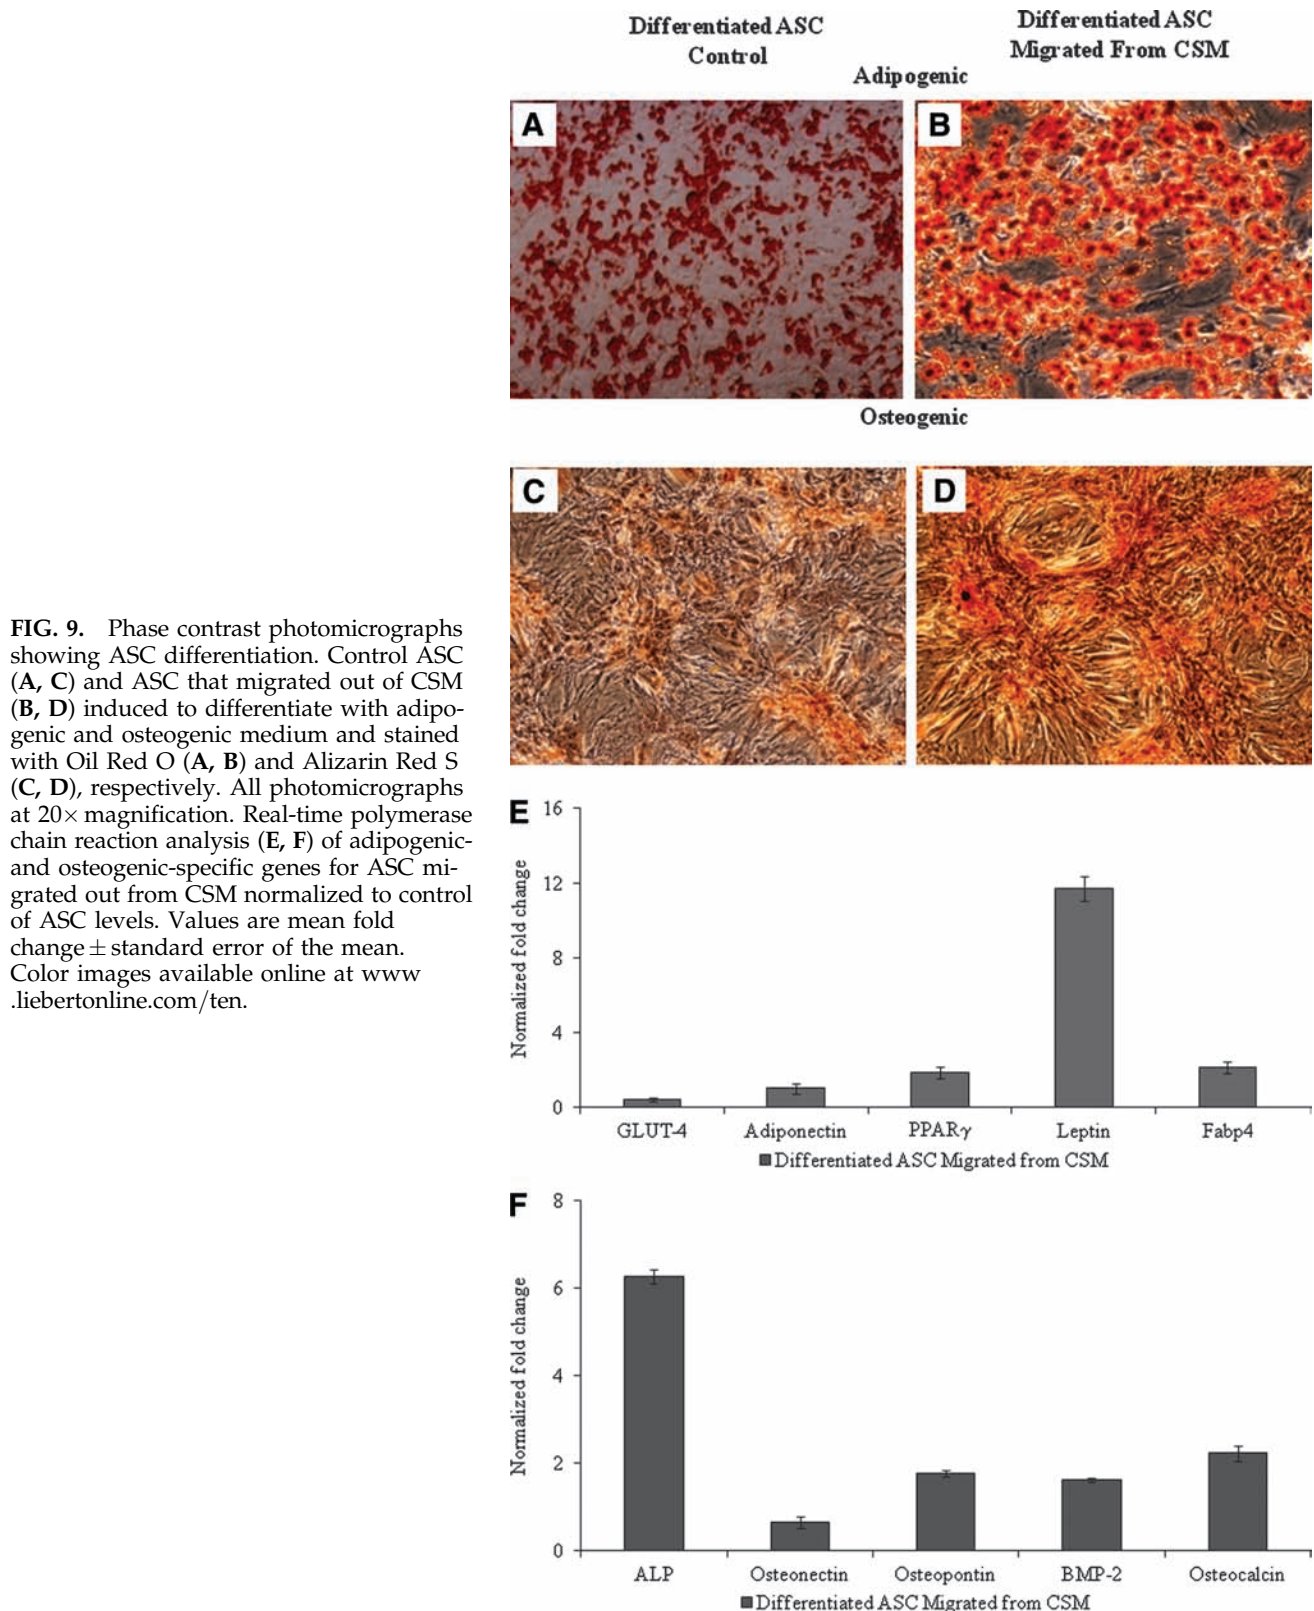 Differentiated ASC
Control
Differentiated ASC
Migrated From CSM
Adipogenic
A
B
Osteogenic
C
D
FIG. 9. Phase contrast photomicrographs
showing ASC differentiation. Control ASC
(A, C) and ASC that migrated out of CSM
(B, D) induced to differentiate with adipo-
genic and osteogenic medium and stained
with Oil Red O (A, B) and Alizarin Red S
(C, D), respectively. All photomicrographs
at 20× magnification. Real-time polymerase
chain reaction analysis (E, F) of adipogenic-
and osteogenic-specific genes for ASC mi-
grated out from CSM normalized to control
of ASC levels. Values are mean fold
change ± standard error of the mean.
Color images available online at www
.liebertonline.com/ten.
E
Normalized fold change
16
12
8
4
0
GLUT-4 Adiponectin PPARγ Leptin Fabp4
Differentiated ASC Migrated from CSM
F
Normalized fold change
8
6
4
2
0
ALP Osteonectin Osteopontin BMP-2 Osteocalcin
Differentiated ASC Migrated from CSM